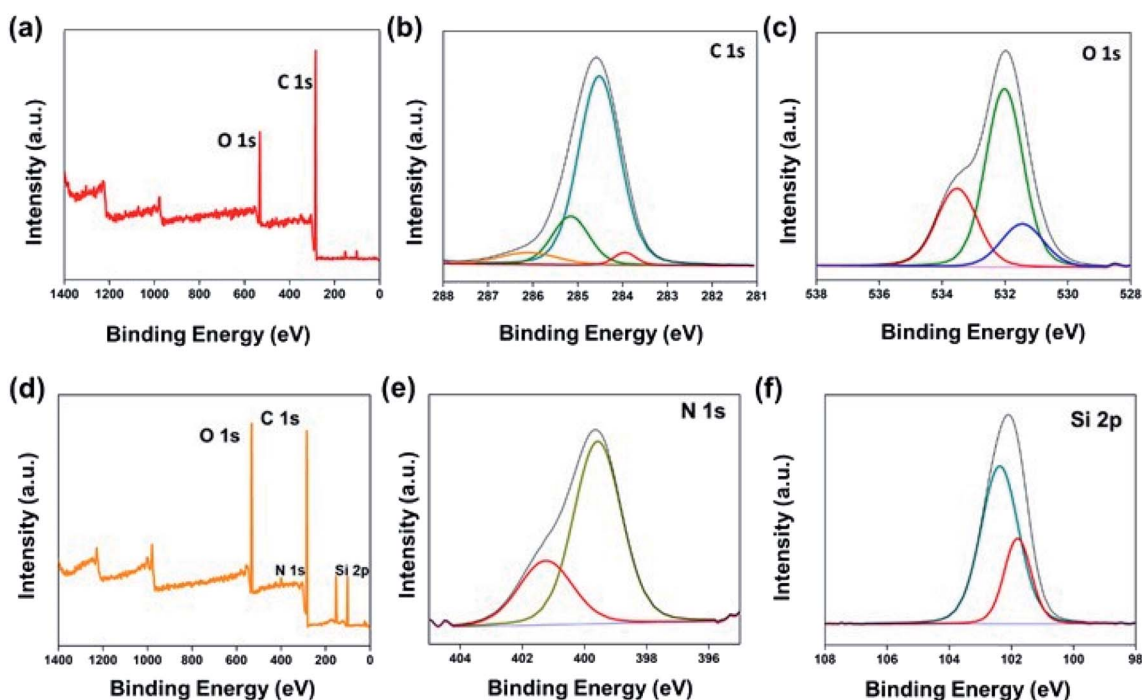 (a)
C 1s
O 1s
Intensity (a.u.)
1400 1200 1000 800 600 400 200 0
Binding Energy (eV)
(b)
C 1s
Intensity (a.u.)
288 287 286 285 284 283 282 281
Binding Energy (eV)
(c)
O 1s
Intensity (a.u.)
538 536 534 532 530 528
Binding Energy (eV)
(d)
C 1s
O 1s
N 1s
Si 2p
Intensity (a.u.)
1400 1200 1000 800 600 400 200 0
Binding Energy (eV)
(e)
N 1s
Intensity (a.u.)
404 402 400 398 396
Binding Energy (eV)
(f)
Si 2p
Intensity (a.u.)
108 106 104 102 100 98
Binding Energy (eV)